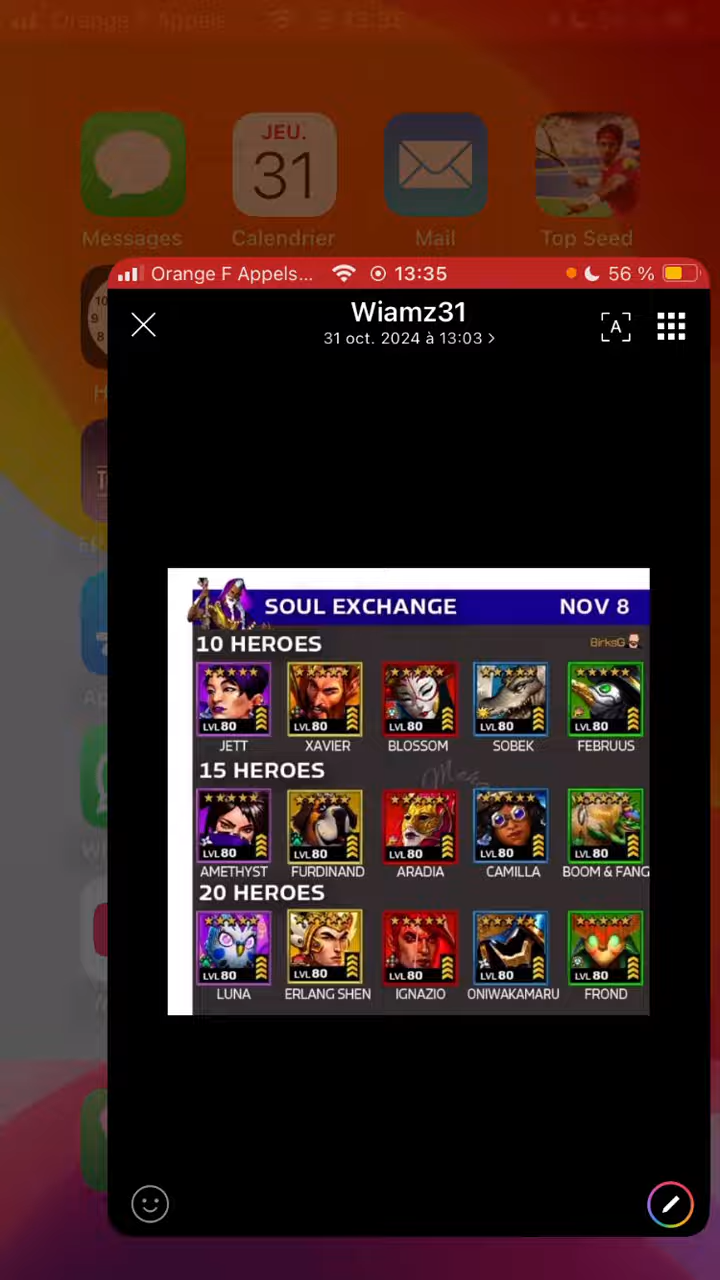 Orange F Appels 13:35
JEU.
31
Messages Calendrier Mail Top Seed
Orange F Appels... 13:35 56 %
Wiamz31
31 oct. 2024 à 13:03 >
A
SOUL EXCHANGE NOV 8
10 HEROES BirksG
LVL 80 LVL 80 LVL 80 LVL 80 LVL 80
JETT XAVIER BLOSSOM SOBEK FEBRUUS
15 HEROES
LVL 80 LVL 80 LVL 80 LVL 80 LVL 80
AMETHYST FURDINAND ARADIA CAMILLA BOOM & FANG
20 HEROES
LVL 80 LVL 80 LVL 80 LVL 80 LVL 80
LUNA ERLANG SHEN IGNAZIO ONIWAKAMARU FROND